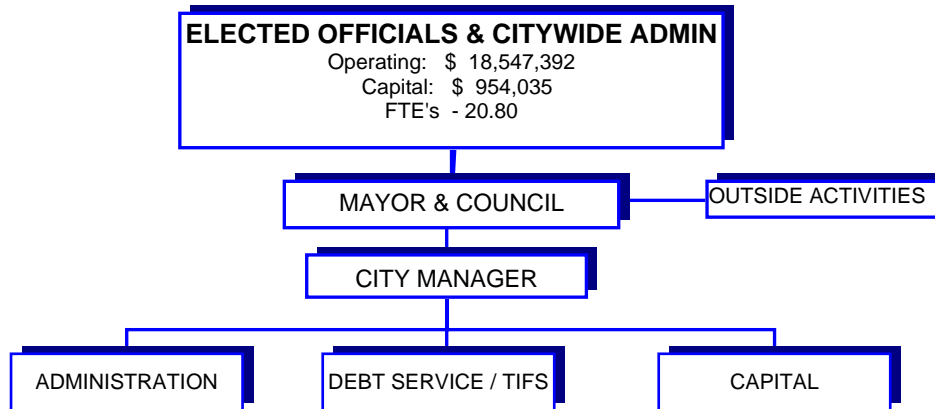 ELECTED OFFICIALS & CITYWIDE ADMIN
Operating: $ 18,547,392
Capital: $ 954,035
FTE's - 20.80
MAYOR & COUNCIL
OUTSIDE ACTIVITIES
CITY MANAGER
ADMINISTRATION
DEBT SERVICE / TIFS
CAPITAL